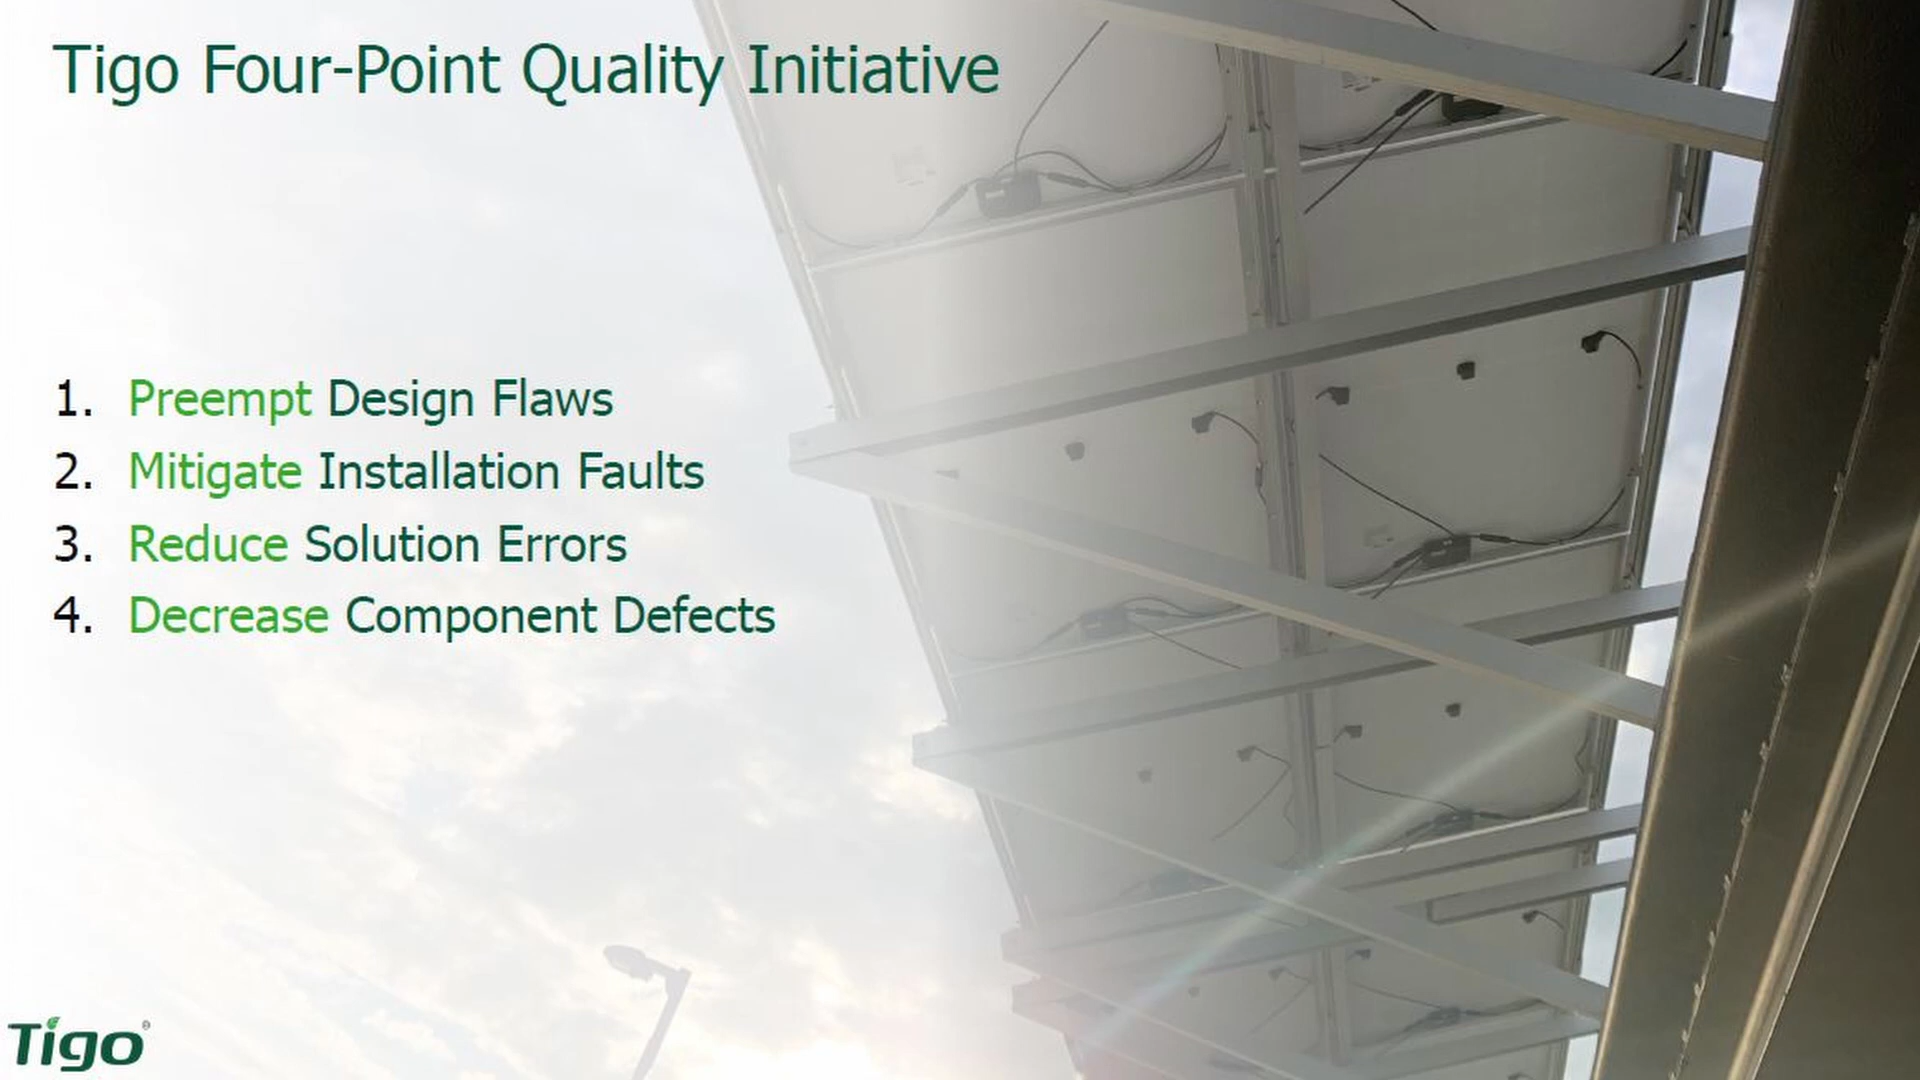 Tigo Four-Point Quality Initiative
1. Preempt Design Flaws
2. Mitigate Installation Faults
3. Reduce Solution Errors
4. Decrease Component Defects
Tigo®